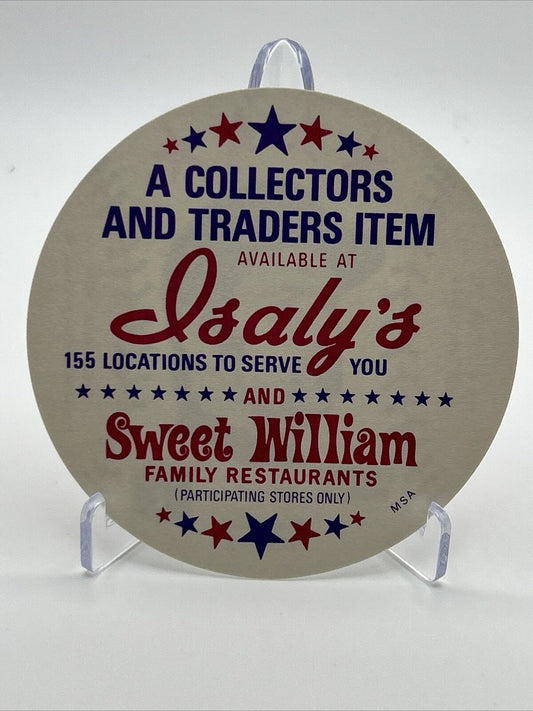 A COLLECTORS
AND TRADERS ITEM
AVAILABLE AT
Isaly's
155 LOCATIONS TO SERVE YOU
AND
Sweet William
FAMILY RESTAURANTS
(PARTICIPATING STORES ONLY)
MSA